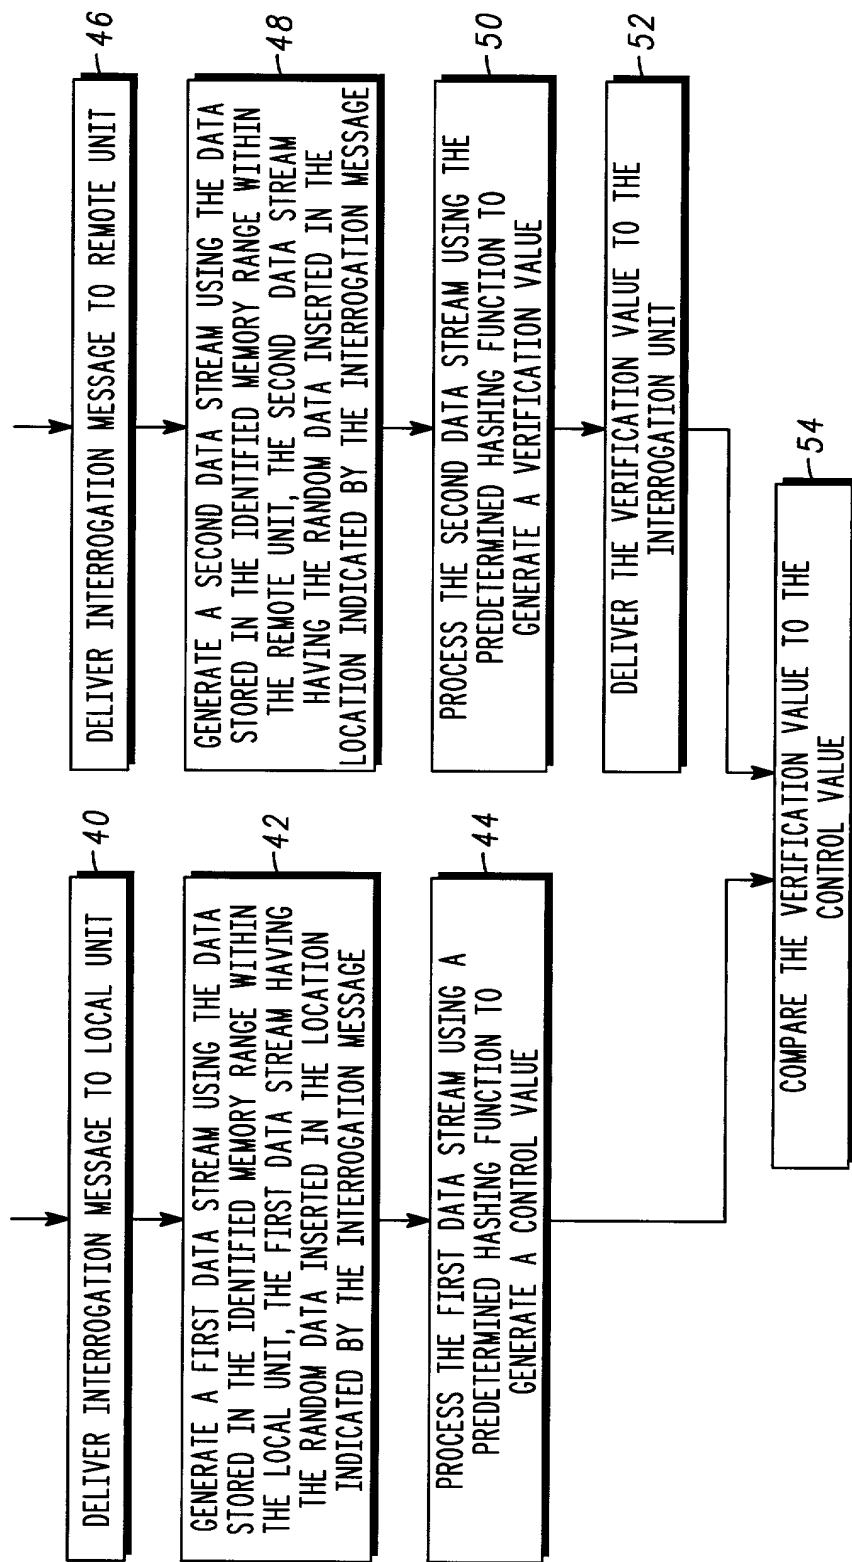 DELIVER INTERROGATION MESSAGE TO LOCAL UNIT
40
GENERATE A FIRST DATA STREAM USING THE DATA
STORED IN THE IDENTIFIED MEMORY RANGE WITHIN
THE LOCAL UNIT, THE FIRST DATA STREAM HAVING
THE RANDOM DATA INSERTED IN THE LOCATION
INDICATED BY THE INTERROGATION MESSAGE
42
PROCESS THE FIRST DATA STREAM USING A
PREDETERMINED HASHING FUNCTION TO
GENERATE A CONTROL VALUE
44
DELIVER INTERROGATION MESSAGE TO REMOTE UNIT
46
GENERATE A SECOND DATA STREAM USING THE DATA
STORED IN THE IDENTIFIED MEMORY RANGE WITHIN
THE REMOTE UNIT, THE SECOND DATA STREAM
HAVING THE RANDOM DATA INSERTED IN THE
LOCATION INDICATED BY THE INTERROGATION MESSAGE
48
PROCESS THE SECOND DATA STREAM USING THE
PREDETERMINED HASHING FUNCTION TO
GENERATE A VERIFICATION VALUE
50
DELIVER THE VERIFICATION VALUE TO THE
INTERROGATION UNIT
52
COMPARE THE VERIFICATION VALUE TO THE
CONTROL VALUE
54